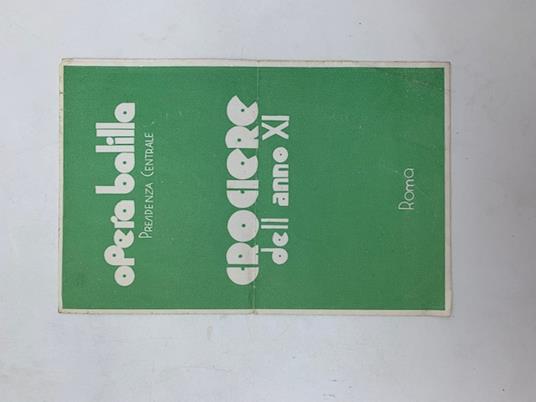 opera balilla
PRESIDENZA CENTRALE
CROCIERE
dell anno XI
ROMA